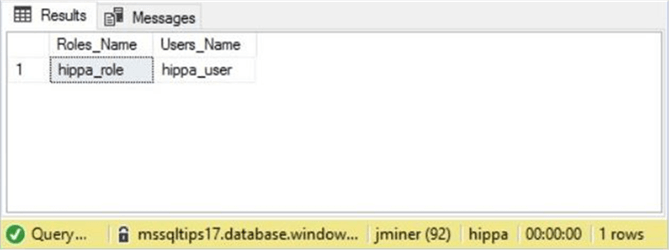 Results Messages
Roles_Name Users_Name
1 hippa_role hippa_user
Query... mssqltips17.database.window... jminer (92) hippa 00:00:00 1 rows